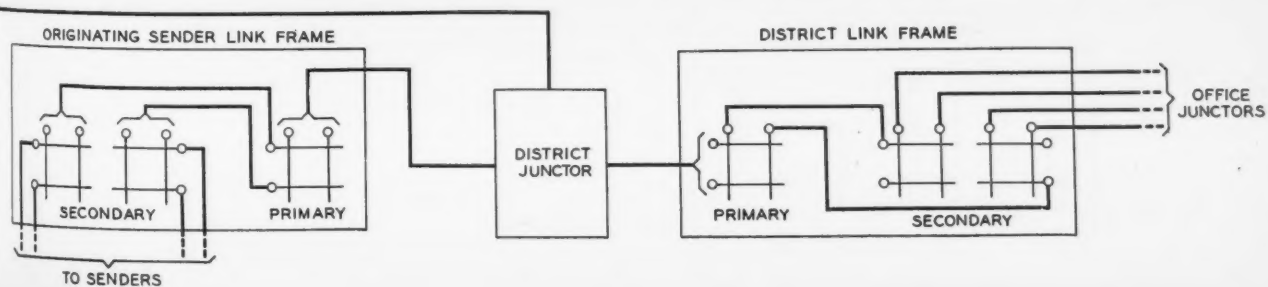 ORIGINATING SENDER LINK FRAME
SECONDARY
PRIMARY
TO SENDERS
DISTRICT
JUNCTOR
DISTRICT LINK FRAME
PRIMARY
SECONDARY
OFFICE
JUNCTORS